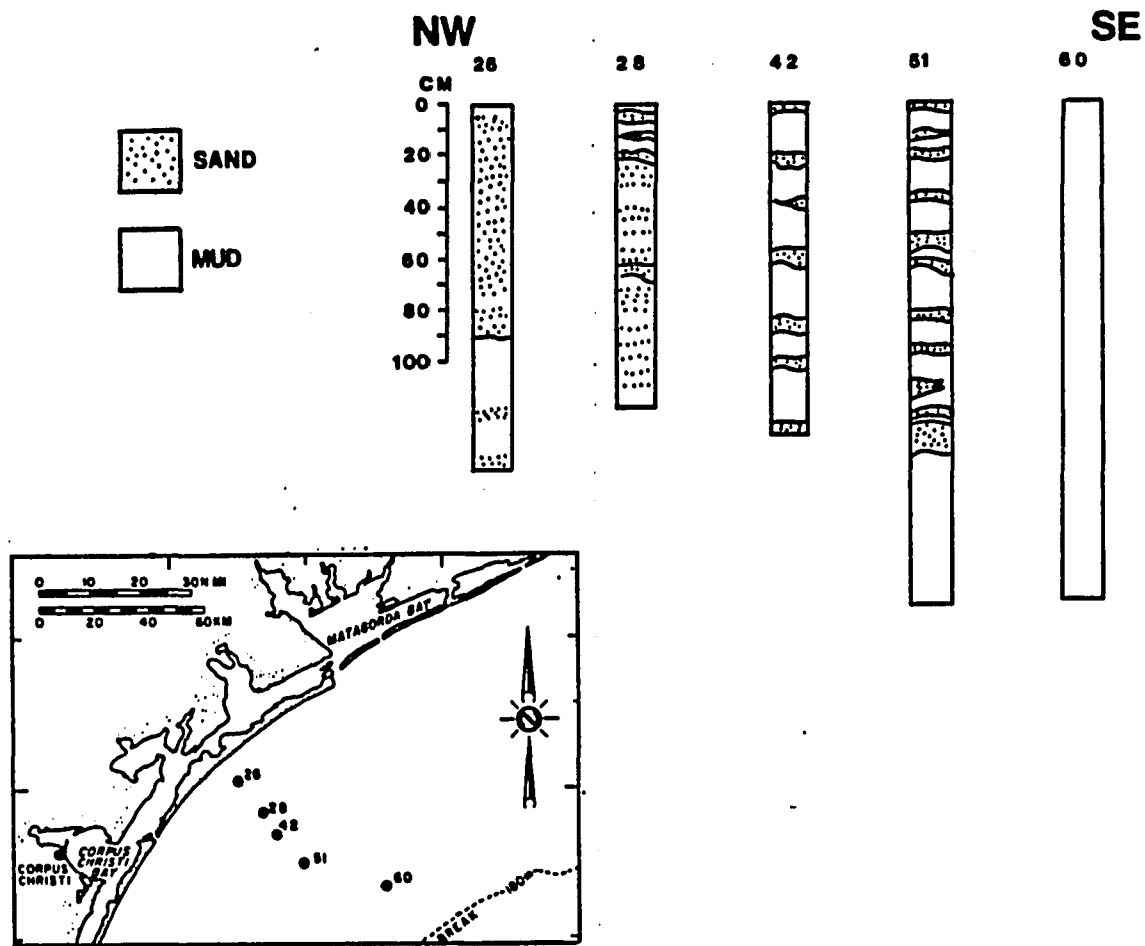 NW SE
26 28 42 51 60
CM
0
20
40
60
80
100
SAND
MUD
0 10 20 30 N MI
0 20 40 60 KM
MATAGORDA BAY
26
28
42
51
60
CORPUS CHRISTI
CORPUS CHRISTI BAY
BREAK 180m